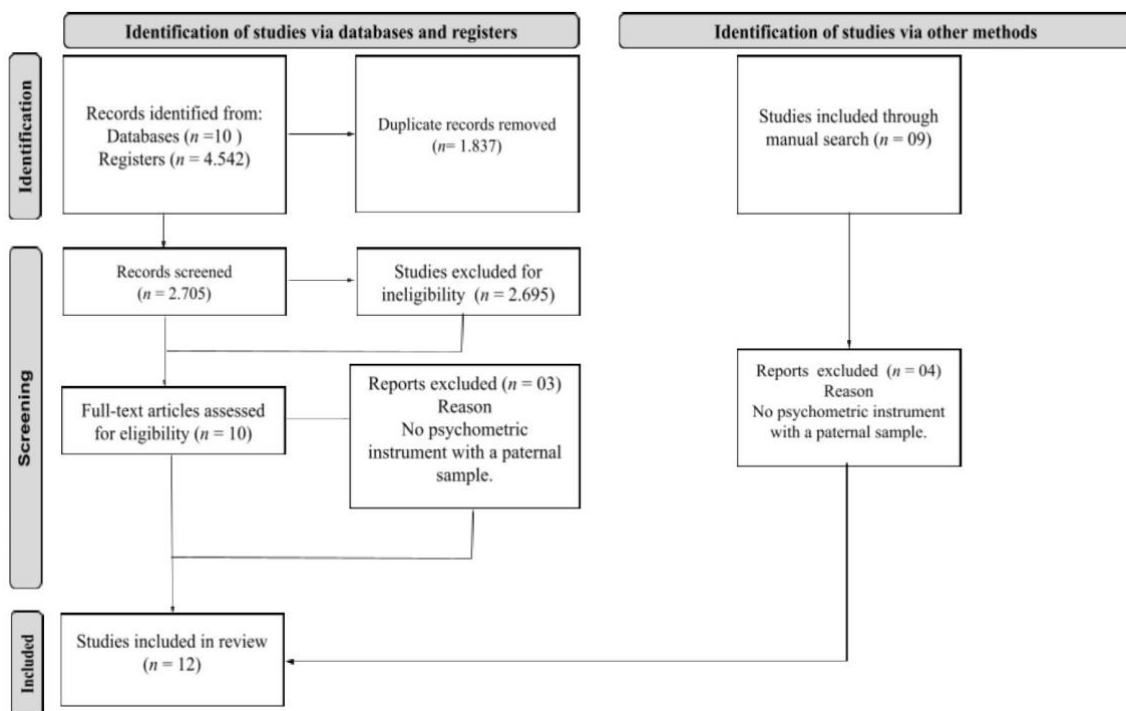 Identification of studies via databases and registers
Identification of studies via other methods
Identification
Records identified from:
Databases (n =10 )
Registers (n = 4.542)
Duplicate records removed
(n= 1.837)
Studies included through
manual search (n = 09)
Screening
Records screened
(n = 2.705)
Studies excluded for
ineligibility (n = 2.695)
Full-text articles assessed
for eligibility (n = 10)
Reports excluded (n = 03)
Reason
No psychometric
instrument with a paternal
sample.
Reports excluded (n = 04)
Reason
No psychometric instrument
with a paternal sample.
Included
Studies included in review
(n = 12)